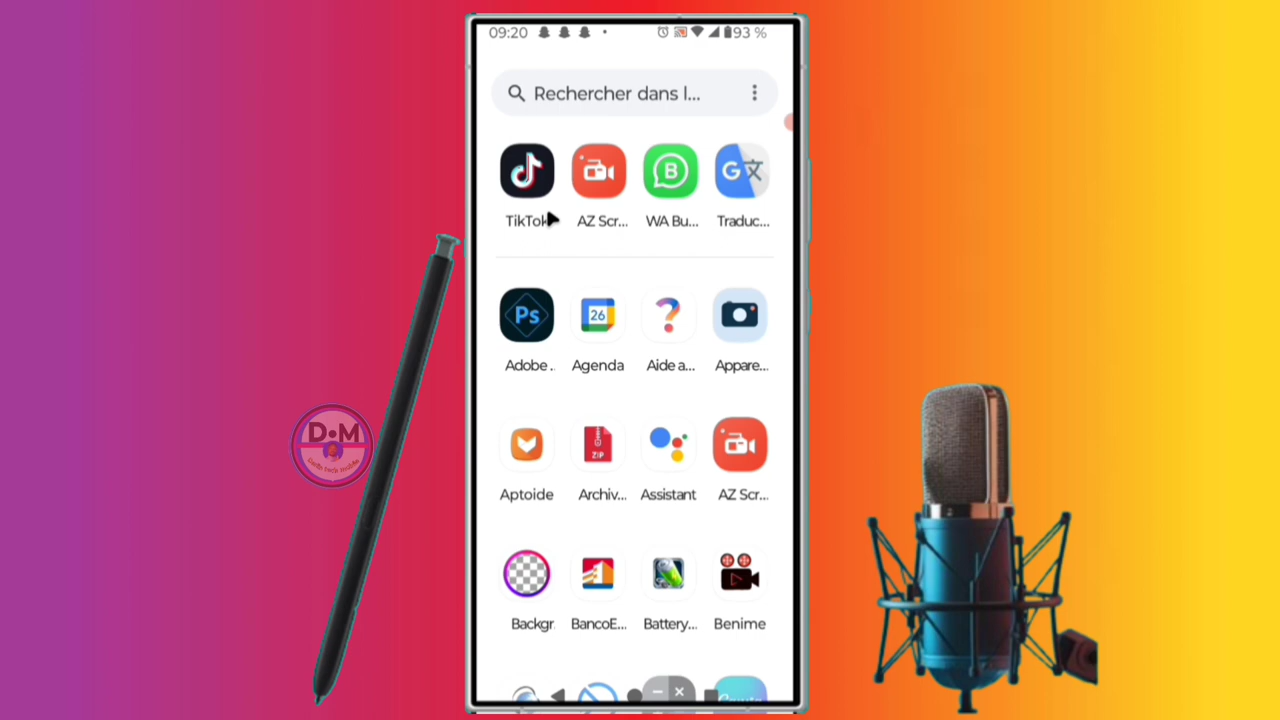 09:20
93 %
Rechercher dans l...
TikTok
AZ Scr...
WA Bu...
Traduc...
G
B
Ps
26
Adobe .
Agenda
Aide a...
Appare...
ZIP
Aptoide
Archiv...
Assistant
AZ Scr...
D•M
Backgr
BancoE...
Battery...
Benime